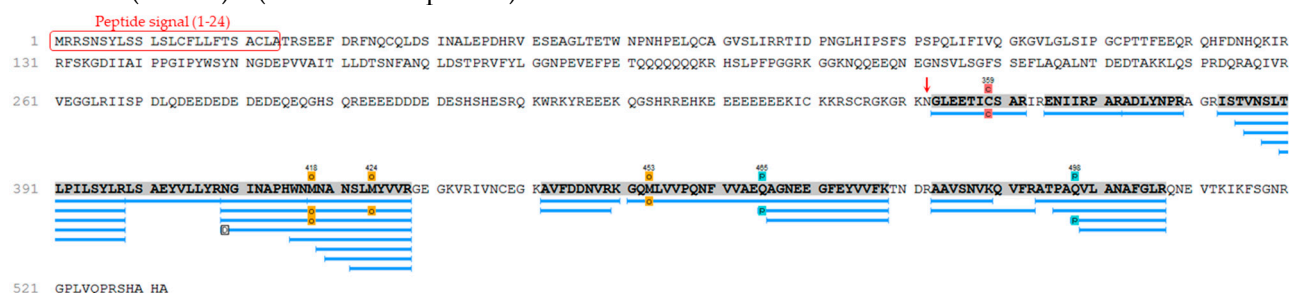 Peptide signal (1-24)
1 MRRSNSYLSS LSLCFLLFTS ACLATRSEEF DRFNQCQLDS INALEPDHRV ESEAGLTETW NPNHPELQCA GVSLIRRTID PNGLHIPSFS PSPQLIFIVQ GKGVLGLSIP GCPTTFEEQR QHFDNHQKIR
131 RFSKGDIIAI PPGIPYWSYN NGDEPVVAIT LLDTSNFANQ LDSTPRVFYL GGNPEVEFPE TQQQQQQQKR HSLPFPGGRK GGKNQQEEQN EGNSVLSGFS SEFLAQALNT DEDTAKKLQS PRDQRAQIVR
359
261 VEGGLRIISP DLQDEEDEDE DEDEQEQGHS QREEEEDDDE DESHSHESRQ KWRKYREEEK QGSHRREHKE EEEEEEEKIC KKRSCRGKGR KNGLEETICS ARIRENIIRP ARADLYNPRA GRISTVNSLT
c
418 424 453 466 498
o o o p p
391 LPILSYLRLS AEYVLLYRNG INAPHWNMNA NSLMYVVRGE GKVRIVNCEG KAVFDDNVRK GQMLVVPQNF VVAEQAGNEE GFEYVVFKTN DRAAVSNVKQ VFRATPAQVL ANAFGLRQNE VTKIKFSGNR
o o p
o p
521 GPLVQPRSHA HA